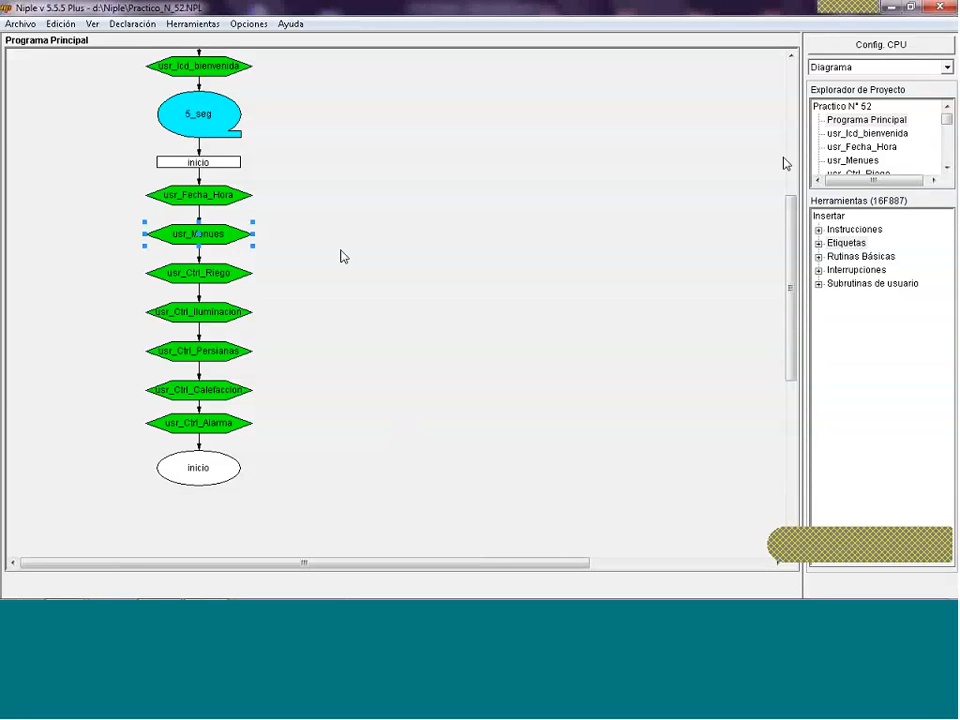 Niple v 5.5.5 Plus - d:\Niple\Practico_N_52.NPL
Archivo Edición Ver Declaración Herramientas Opciones Ayuda
Programa Principal
usr_lcd_bienvenida
5_seg
inicio
usr_Fecha_Hora
usr_Menues
usr_Ctrl_Riego
usr_Ctrl_Iluminacion
usr_Ctrl_Persianas
usr_Ctrl_Calefaccion
usr_Ctrl_Alarma
inicio
Config. CPU
Diagrama
Explorador de Proyecto
Practico N° 52
Programa Principal
usr_lcd_bienvenida
usr_Fecha_Hora
usr_Menues
usr_Ctrl_Riego
Herramientas (16F887)
Insertar
Instrucciones
Etiquetas
Rutinas Básicas
Interrupciones
Subrutinas de usuario